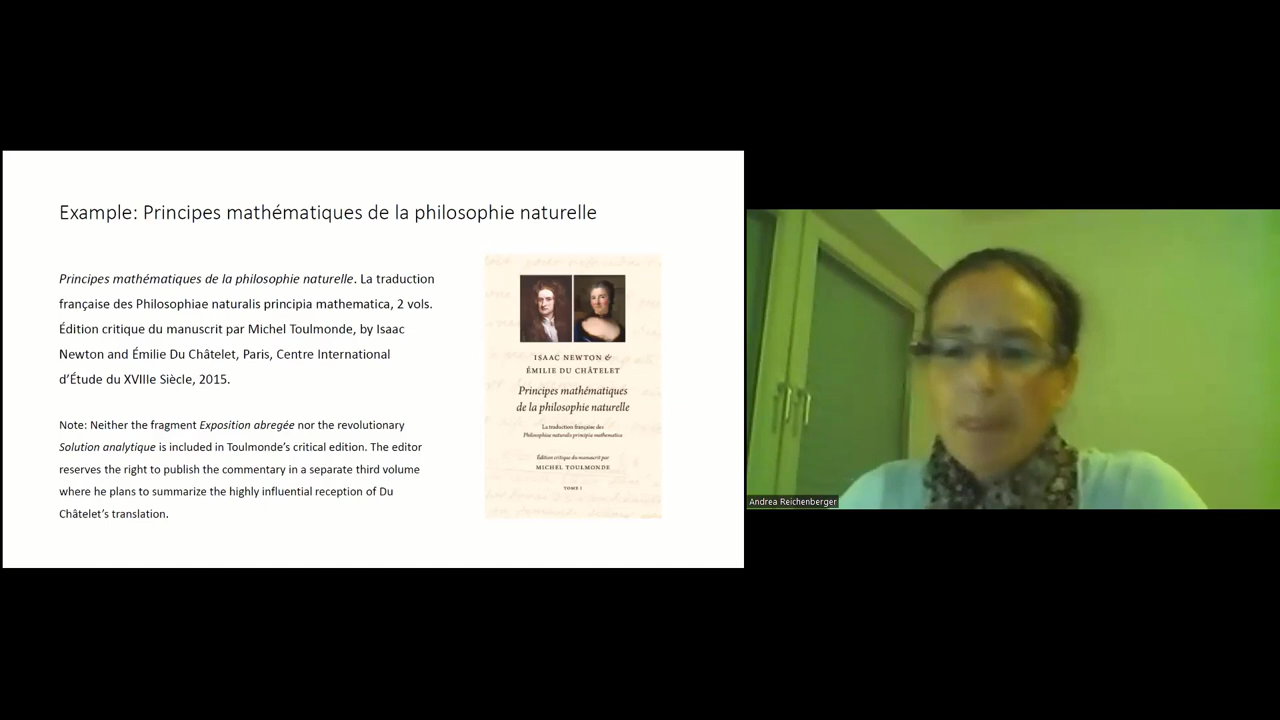 Example: Principes mathématiques de la philosophie naturelle
Principes mathématiques de la philosophie naturelle. La traduction
française des Philosophiae naturalis principia mathematica, 2 vols.
Édition critique du manuscrit par Michel Toulmonde, by Isaac
Newton and Émilie Du Châtelet, Paris, Centre International
d’Étude du XVIIIe Siècle, 2015.
Note: Neither the fragment Exposition abregée nor the revolutionary
Solution analytique is included in Toulmonde’s critical edition. The editor
reserves the right to publish the commentary in a separate third volume
where he plans to summarize the highly influential reception of Du
Châtelet’s translation.
ISAAC NEWTON &
ÉMILIE DU CHÂTELET
Principes mathématiques
de la philosophie naturelle
La traduction française des
Philosophiae naturalis principia mathematica
Édition critique du manuscrit par
MICHEL TOULMONDE
TOME I
Andrea Reichenberger